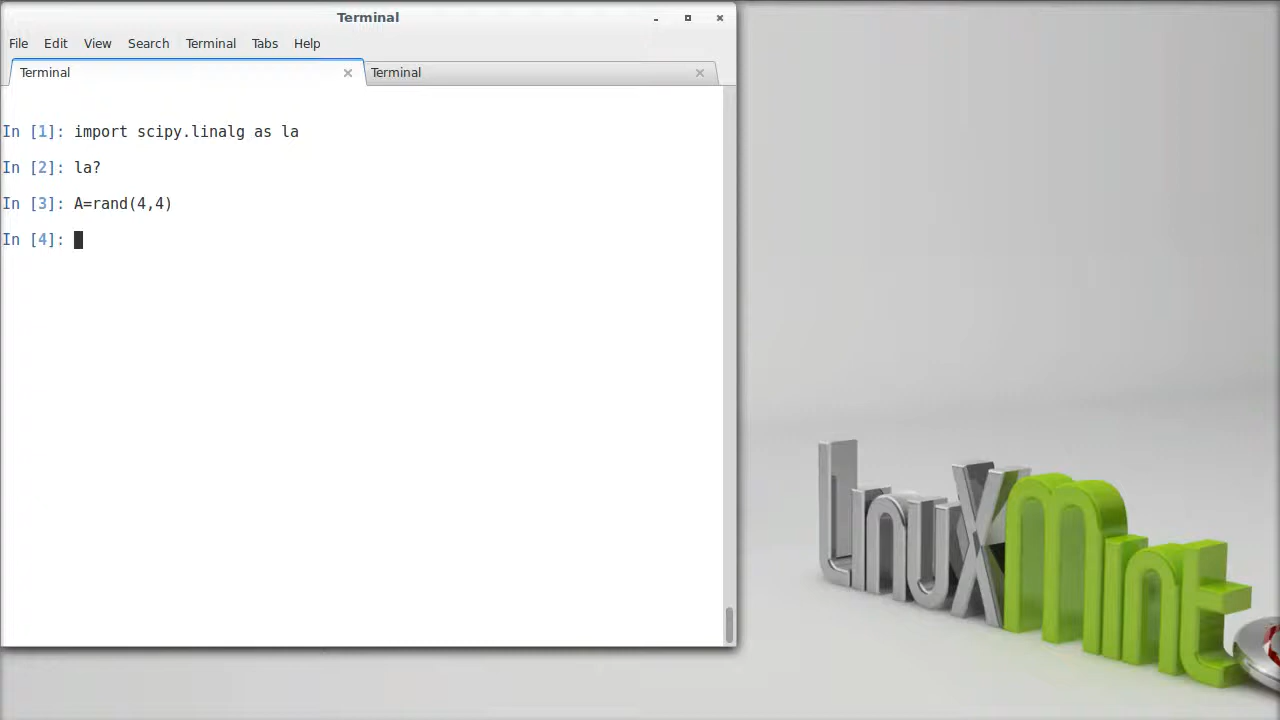 Terminal
File Edit View Search Terminal Tabs Help
Terminal Terminal
In [1]: import scipy.linalg as la
In [2]: la?
In [3]: A=rand(4,4)
In [4]:
LinuxMint